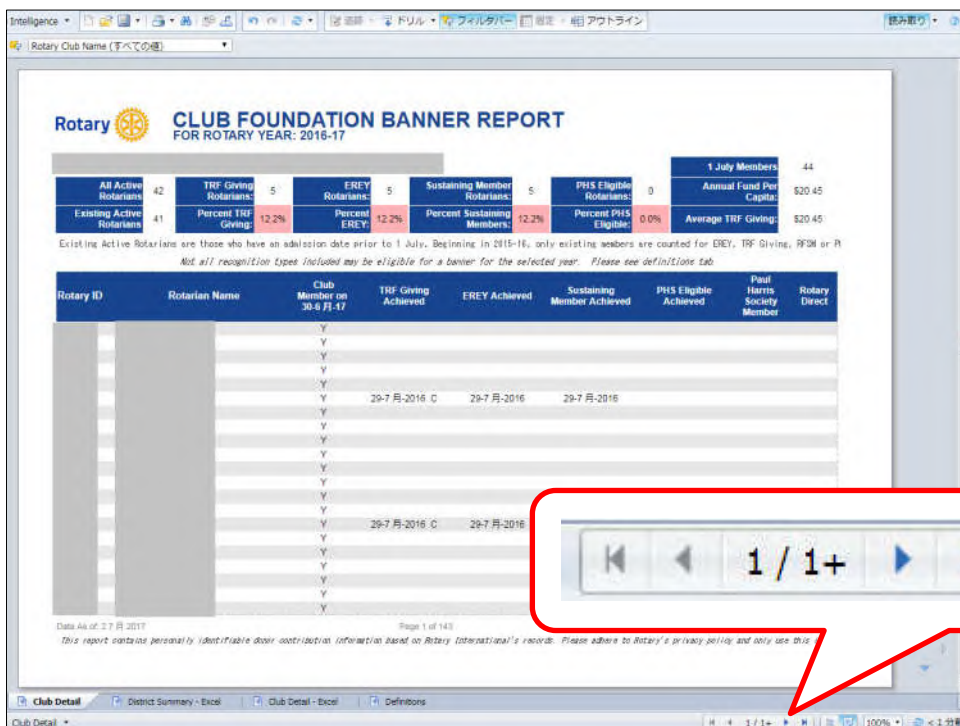 Intelligence
ドリル フィルタバー 固定 アウトライン 読み取り
Rotary Club Name (すべての値)
Rotary
CLUB FOUNDATION BANNER REPORT
FOR ROTARY YEAR: 2016-17
1 July Members 44
All Active Rotarians 42 TRF Giving Rotarians: 5 EREY Rotarians: 5 Sustaining Member Rotarians: 5 PHS Eligible Rotarians: 0 Annual Fund Per Capita: $20.45
Existing Active Rotarians 41 Percent TRF Giving: 12.2% Percent EREY: 12.2% Percent Sustaining Members: 12.2% Percent PHS Eligible: 0.0% Average TRF Giving: $20.45
Existing Active Rotarians are those who have an admission date prior to 1 July. Beginning in 2015-16, only existing members are counted for EREY, TRF Giving, RFSM or P
Not all recognition types included may be eligible for a banner for the selected year. Please see definitions tab
Rotary ID Rotarian Name Club Member on 30-6 月-17 TRF Giving Achieved EREY Achieved Sustaining Member Achieved PHS Eligible Achieved Paul Harris Society Member Rotary Direct
Y
Y
Y
Y
Y
Y 29-7 月-2016 C 29-7 月-2016 29-7 月-2016
Y
Y
Y
Y
Y
Y
Y
Y
Y 29-7 月-2016 C 29-7 月-2016
Y
Y
Y
Y
Y
Y
1 / 1+
Data As of: 2 7 月 2017 Page 1 of 143
This report contains personally identifiable donor contribution information based on Rotary International's records. Please adhere to Rotary's privacy policy and only use this
Club Detail District Summary - Excel Club Detail - Excel Definitions
Club Detail 1 / 1+ 100% < 1 分前